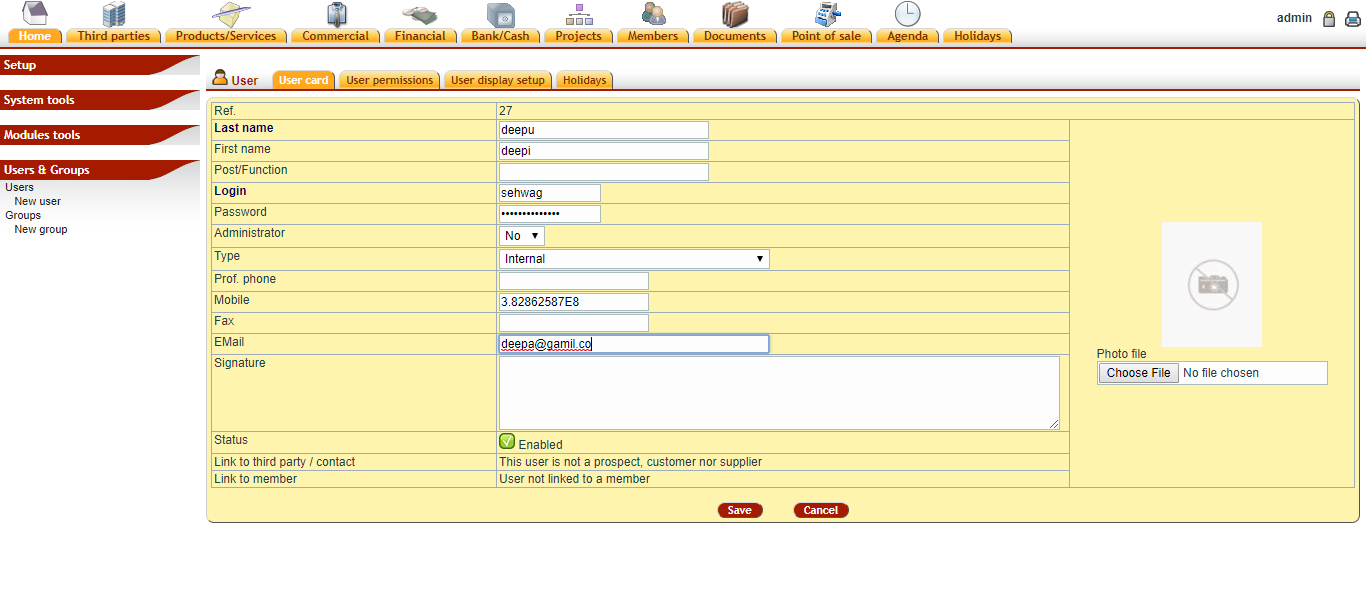 admin
Home Third parties Products/Services Commercial Financial Bank/Cash Projects Members Documents Point of sale Agenda Holidays
Setup
System tools
Modules tools
Users & Groups
Users
New user
Groups
New group
User User card User permissions User display setup Holidays
Ref. 27
Last name deepu
First name deepi
Post/Function
Login sehwag
Password ••••••••••••••
Administrator No
Type Internal
Prof. phone
Mobile 3.82862587E8
Fax
EMail deepa@gamil.co
Signature
Photo file
Choose File No file chosen
Status Enabled
Link to third party / contact This user is not a prospect, customer nor supplier
Link to member User not linked to a member
Save Cancel